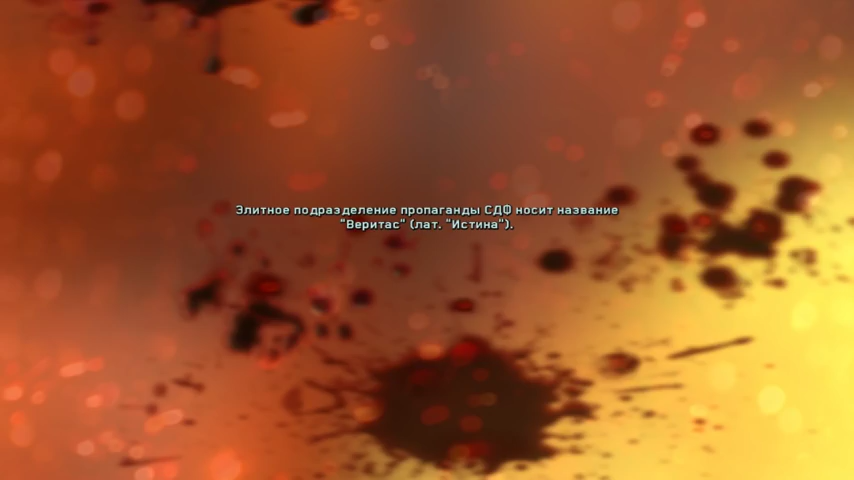 Элитное подразделение пропаганды СДФ носит название
"Веритас" (лат. "Истина").